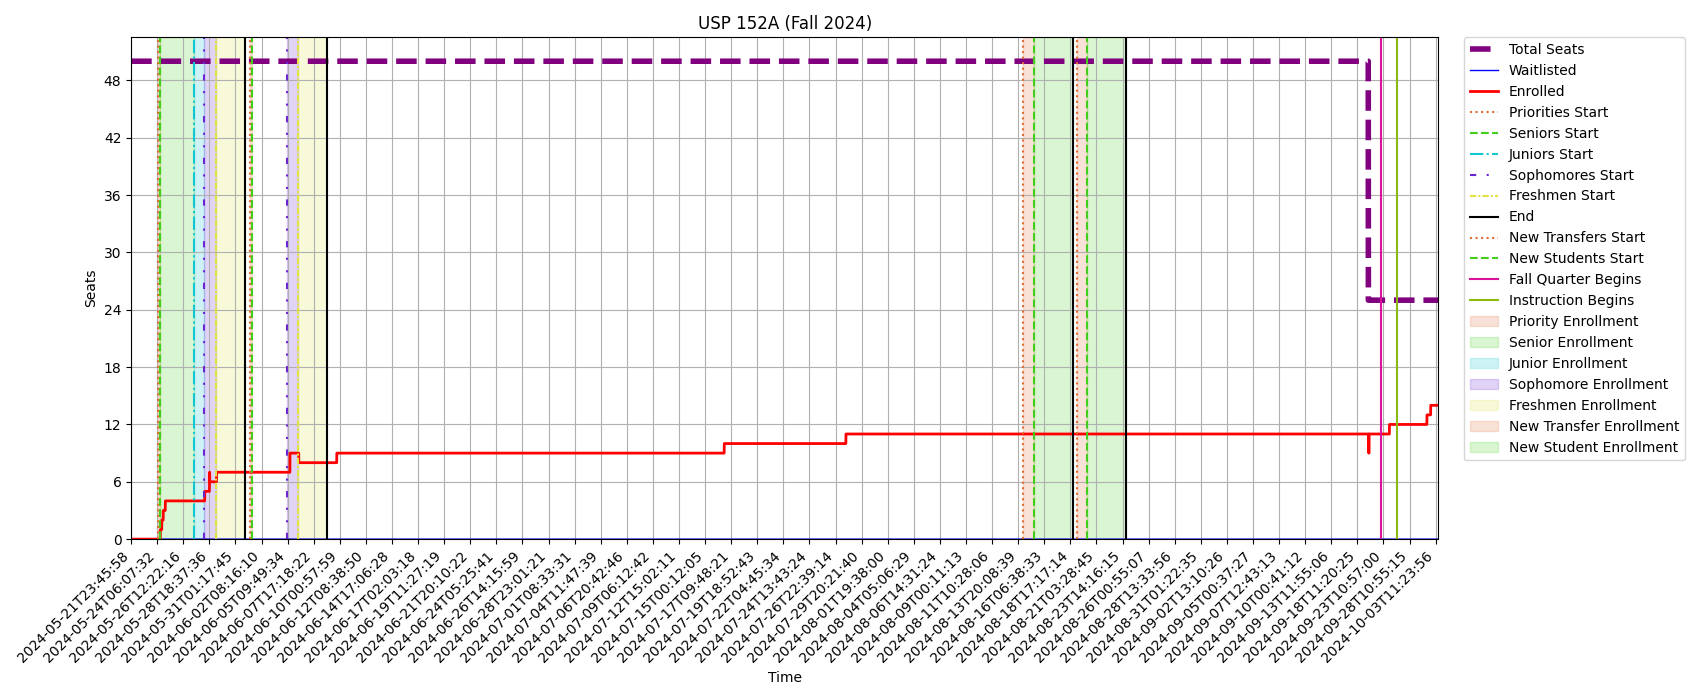 USP 152A (Fall 2024)
Seats
48
42
36
30
24
18
12
6
0
2024-05-21T23:45:58
2024-05-24T06:07:32
2024-05-26T12:22:16
2024-05-28T18:37:36
2024-05-31T01:17:45
2024-06-02T08:16:10
2024-06-05T09:49:34
2024-06-07T17:18:22
2024-06-10T00:57:59
2024-06-12T08:38:50
2024-06-14T17:06:28
2024-06-17T02:03:18
2024-06-19T11:27:19
2024-06-21T20:10:22
2024-06-24T05:25:41
2024-06-26T14:15:59
2024-06-28T23:01:21
2024-07-01T08:33:31
2024-07-04T11:47:39
2024-07-06T20:42:46
2024-07-09T06:12:42
2024-07-12T15:02:11
2024-07-15T00:12:05
2024-07-17T09:48:21
2024-07-19T18:52:43
2024-07-22T04:45:34
2024-07-24T13:43:24
2024-07-26T22:39:14
2024-07-29T20:21:40
2024-08-01T19:38:00
2024-08-04T05:06:29
2024-08-06T14:31:24
2024-08-09T00:11:13
2024-08-11T10:28:06
2024-08-13T20:08:39
2024-08-16T06:38:33
2024-08-18T17:17:14
2024-08-21T03:28:45
2024-08-23T14:16:15
2024-08-26T00:55:07
2024-08-28T13:33:56
2024-08-31T01:22:35
2024-09-02T13:10:26
2024-09-05T00:37:27
2024-09-07T12:43:13
2024-09-10T00:41:12
2024-09-13T11:55:06
2024-09-18T11:20:25
2024-09-23T10:57:00
2024-09-28T10:55:15
2024-10-03T11:23:56
Time
Total Seats
Waitlisted
Enrolled
Priorities Start
Seniors Start
Juniors Start
Sophomores Start
Freshmen Start
End
New Transfers Start
New Students Start
Fall Quarter Begins
Instruction Begins
Priority Enrollment
Senior Enrollment
Junior Enrollment
Sophomore Enrollment
Freshmen Enrollment
New Transfer Enrollment
New Student Enrollment